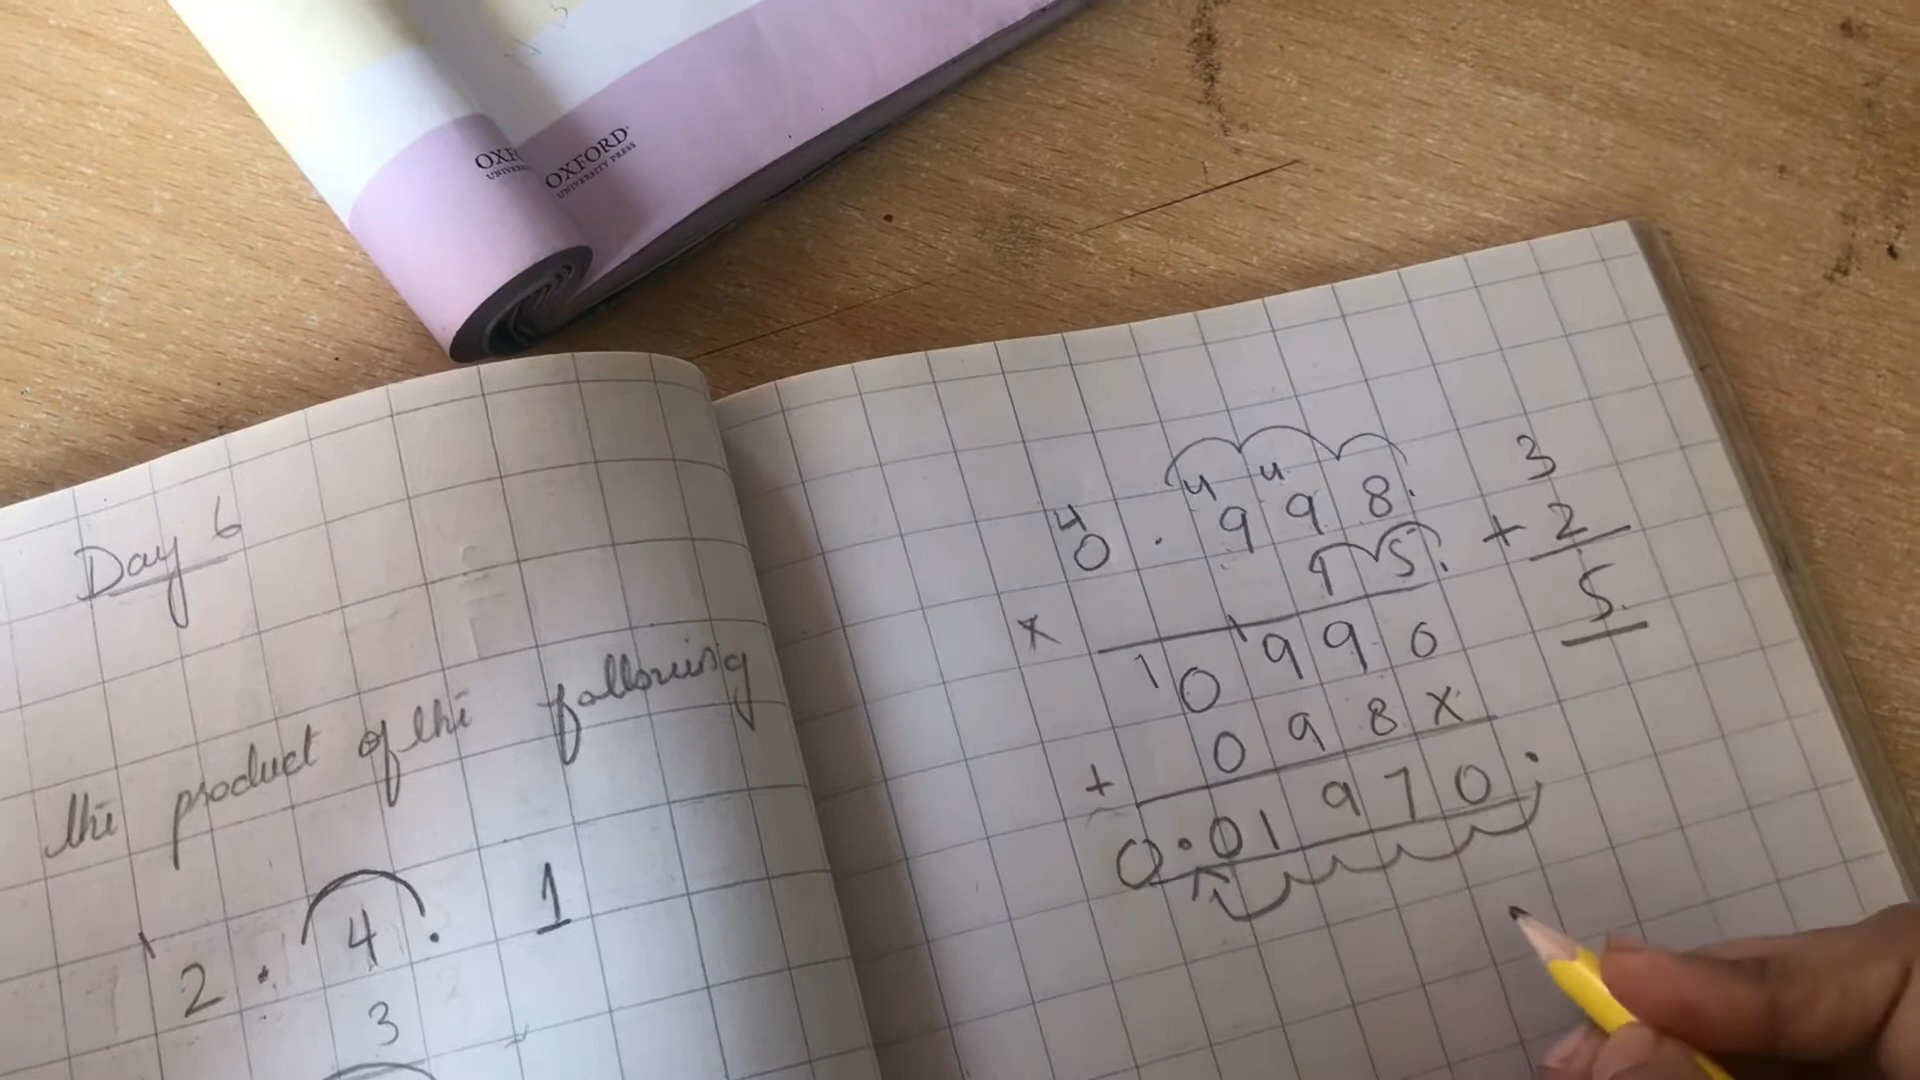 OXFORD
UNIVERSITY PRESS
Day 6
the product of the following
2 . 4 . 1
3
4 4 4
0 . 9 9 8 .
9 5 .
×
1 1
0 9 9 0
0 9 8 ×
+
0 . 0 1 9 7 0 .
3
+ 2
5